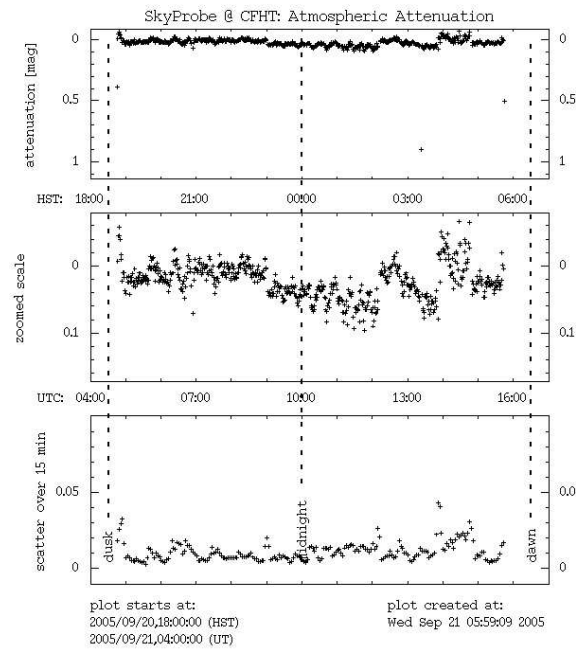 SkyProbe @ CFHT: Atmospheric Attenuation
attenuation [mag]
0
0.5
1
0
0.5
1
HST: 18:00 21:00 00:00 03:00 06:00
zoomed scale
0
0.1
0
0.1
UTC: 04:00 07:00 10:00 13:00 16:00
scatter over 15 min
0.05
0
0.0
0
dusk
midnight
dawn
plot starts at:
2005/09/20,18:00:00 (HST)
2005/09/21,04:00:00 (UT)
plot created at:
Wed Sep 21 05:59:09 2005